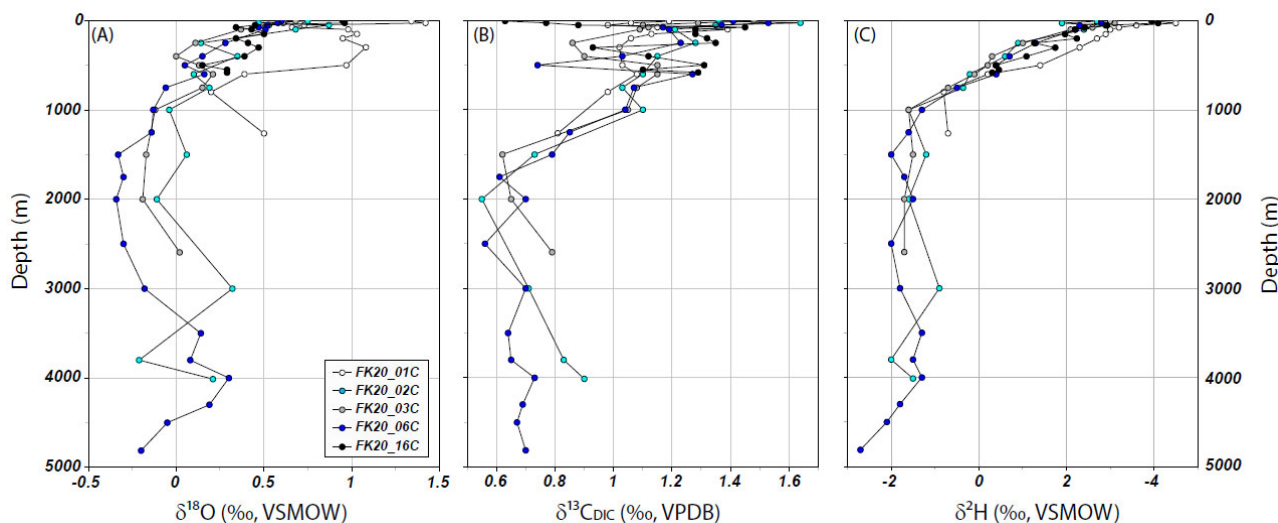 (A)
(B)
(C)
0
1000
2000
3000
4000
5000
Depth (m)
0
1000
2000
3000
4000
5000
Depth (m)
FK20_01C
FK20_02C
FK20_03C
FK20_06C
FK20_16C
-0.5 0 0.5 1 1.5
0.6 0.8 1 1.2 1.4 1.6
-2 0 2 -4
δ¹⁸O (‰, VSMOW)
δ¹³C_DIC (‰, VPDB)
δ²H (‰, VSMOW)